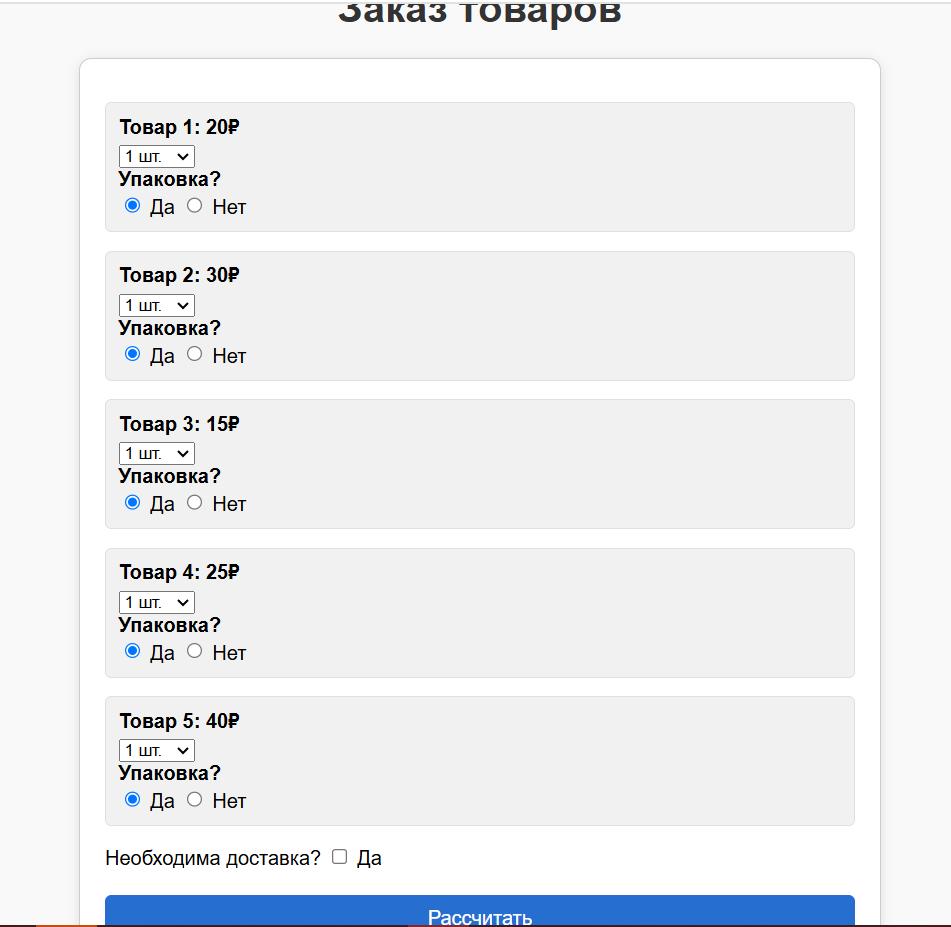 Заказ товаров
Товар 1: 20₽
1 шт.
Упаковка?
Да Нет
Товар 2: 30₽
1 шт.
Упаковка?
Да Нет
Товар 3: 15₽
1 шт.
Упаковка?
Да Нет
Товар 4: 25₽
1 шт.
Упаковка?
Да Нет
Товар 5: 40₽
1 шт.
Упаковка?
Да Нет
Необходима доставка? Да
Рассчитать